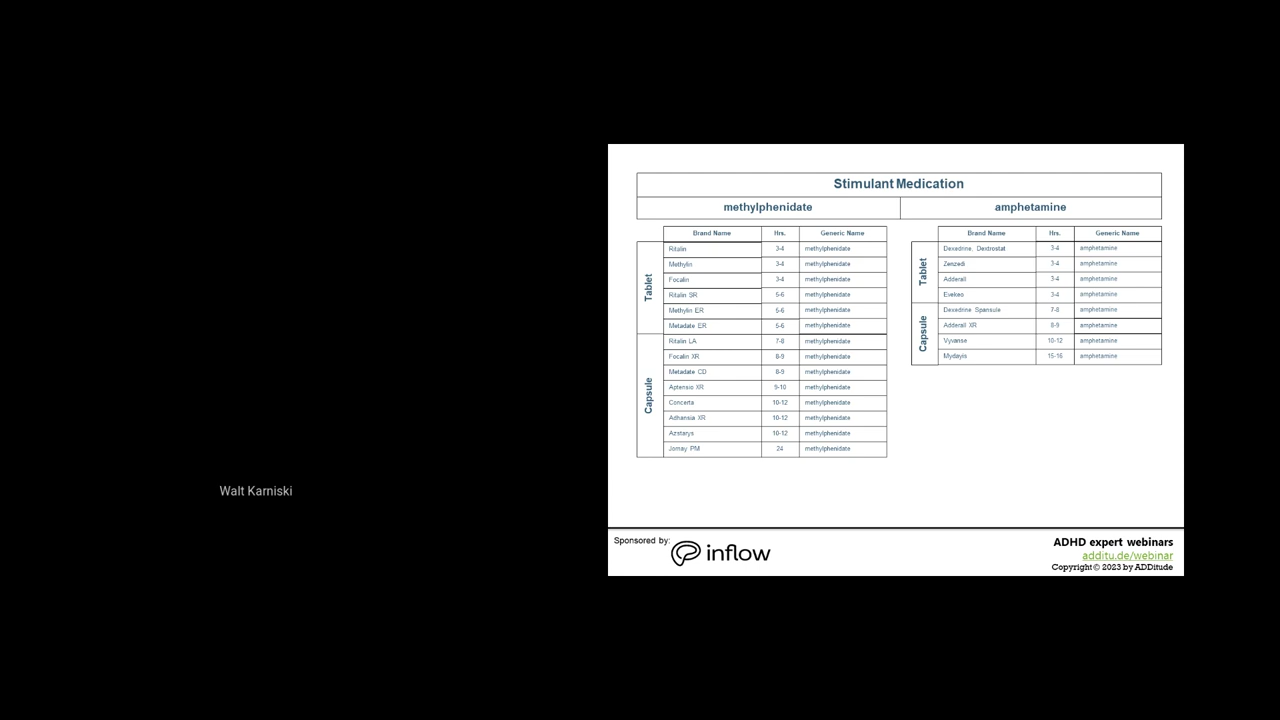 Stimulant Medication
methylphenidate amphetamine
Brand Name Hrs. Generic Name
Tablet
Ritalin 3-4 methylphenidate
Methylin 3-4 methylphenidate
Focalin 3-4 methylphenidate
Ritalin SR 5-6 methylphenidate
Methylin ER 5-6 methylphenidate
Metadate ER 5-6 methylphenidate
Capsule
Ritalin LA 7-8 methylphenidate
Focalin XR 8-9 methylphenidate
Metadate CD 8-9 methylphenidate
Aptensio XR 9-10 methylphenidate
Concerta 10-12 methylphenidate
Adhansia XR 10-12 methylphenidate
Azstarys 10-12 methylphenidate
Jornay PM 24 methylphenidate
Brand Name Hrs. Generic Name
Tablet
Dexedrine, Dextrostat 3-4 amphetamine
Zenzedi 3-4 amphetamine
Adderall 3-4 amphetamine
Evekeo 3-4 amphetamine
Capsule
Dexedrine Spansule 7-8 amphetamine
Adderall XR 8-9 amphetamine
Vyvanse 10-12 amphetamine
Mydayis 15-16 amphetamine
Walt Karniski
Sponsored by:
inflow
ADHD expert webinars
additu.de/webinar
Copyright © 2023 by ADDitude